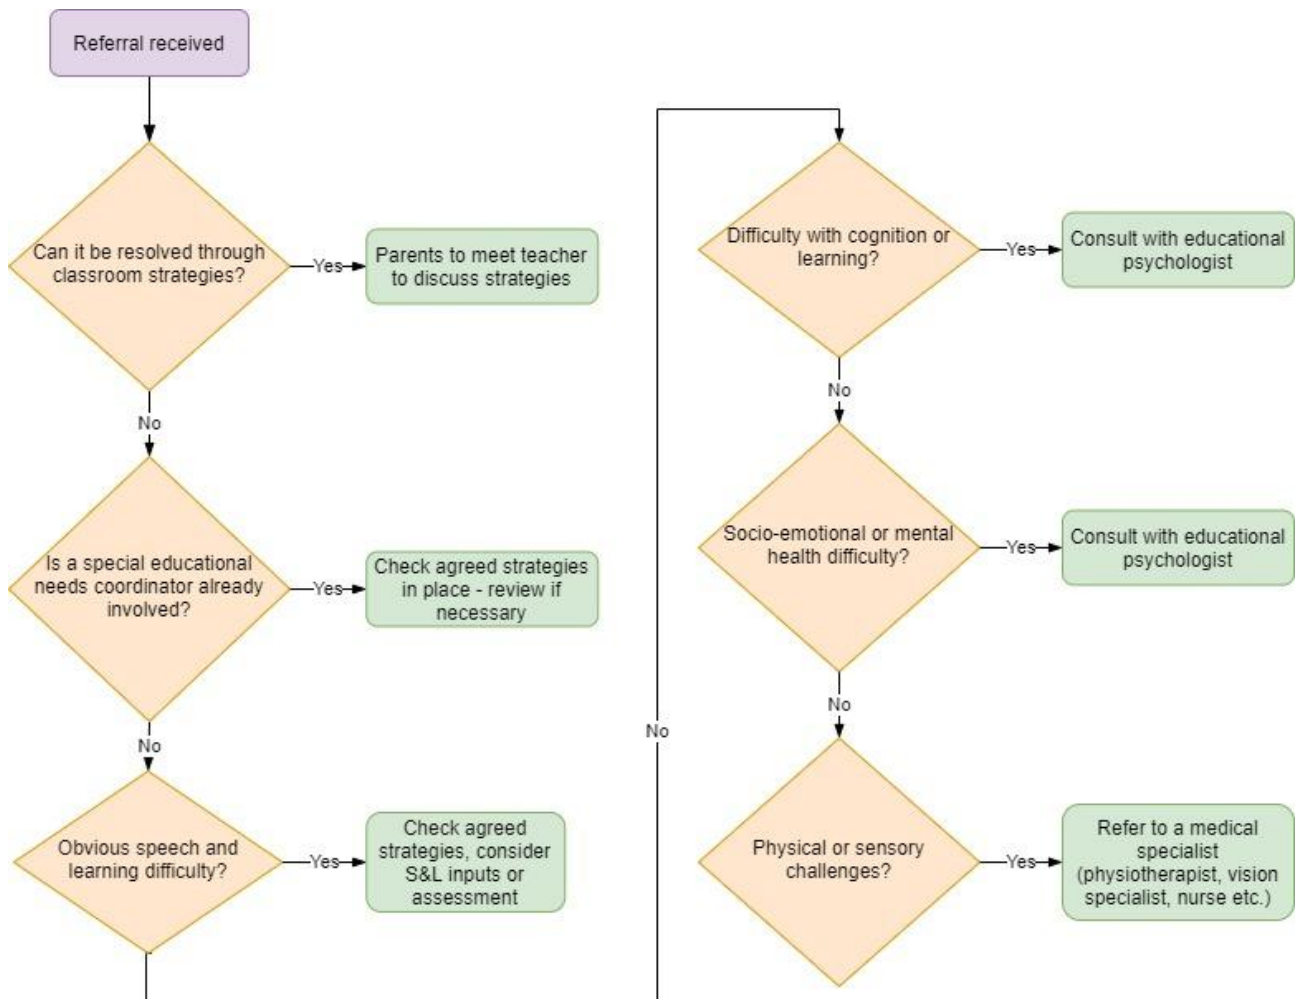 Referral received
Can it be resolved through
classroom strategies?
Yes
Parents to meet teacher
to discuss strategies
No
Is a special educational
needs coordinator already
involved?
Yes
Check agreed strategies
in place - review if
necessary
No
Obvious speech and
learning difficulty?
Yes
Check agreed
strategies, consider
S&L inputs or
assessment
No
Difficulty with cognition or
learning?
Yes
Consult with educational
psychologist
No
Socio-emotional or mental
health difficulty?
Yes
Consult with educational
psychologist
No
Physical or sensory
challenges?
Yes
Refer to a medical
specialist
(physiotherapist, vision
specialist, nurse etc.)